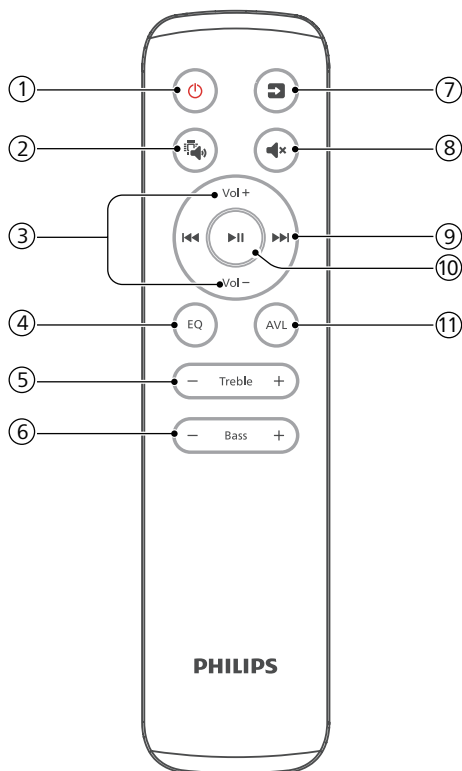 ① ⑦
② ⑧
Vol +
③ ⑨
⑩
Vol −
④ EQ AVL ⑪
⑤ − Treble +
⑥ − Bass +
PHILIPS